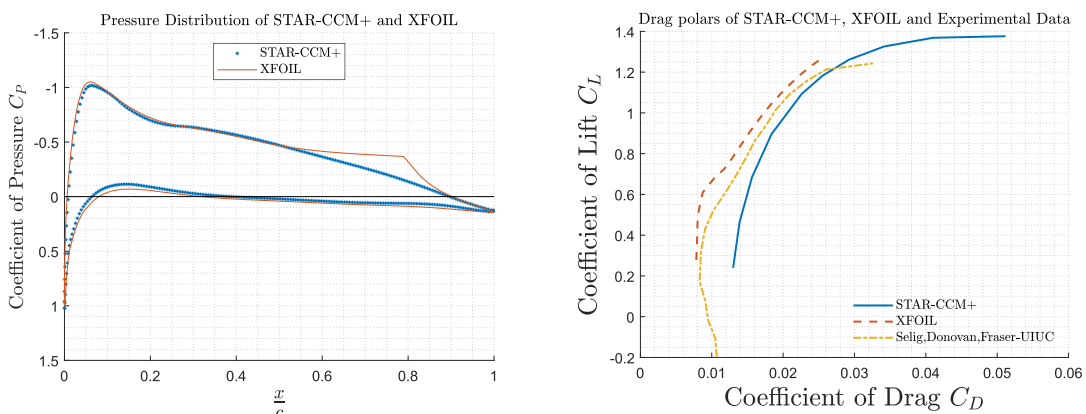 Pressure Distribution of STAR-CCM+ and XFOIL
-1.5
-1
-0.5
0
0.5
1
1.5
Coefficient of Pressure C_P
STAR-CCM+
XFOIL
0
0.2
0.4
0.6
0.8
1
x
c
Drag polars of STAR-CCM+, XFOIL and Experimental Data
1.4
1.2
1
0.8
0.6
0.4
0.2
0
-0.2
Coefficient of Lift C_L
STAR-CCM+
XFOIL
Selig,Donovan,Fraser-UIUC
0
0.01
0.02
0.03
0.04
0.05
0.06
Coefficient of Drag C_D